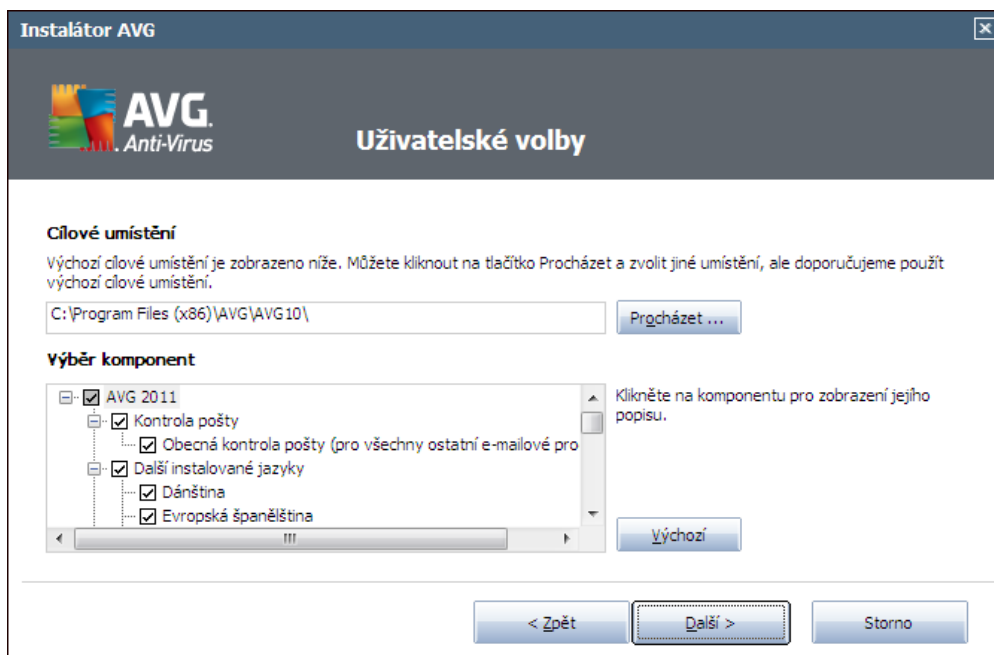 Instalátor AVG
AVG.
Anti-Virus
Uživatelské volby
Cílové umístění
Výchozí cílové umístění je zobrazeno níže. Můžete kliknout na tlačítko Procházet a zvolit jiné umístění, ale doporučujeme použít
výchozí cílové umístění.
C:\Program Files (x86)\AVG\AVG10\
Procházet ...
Výběr komponent
AVG 2011
Kontrola pošty
Obecná kontrola pošty (pro všechny ostatní e-mailové pro
Další instalované jazyky
Dánština
Evropská španělština
Klikněte na komponentu pro zobrazení jejího
popisu.
Výchozí
< Zpět
Další >
Storno